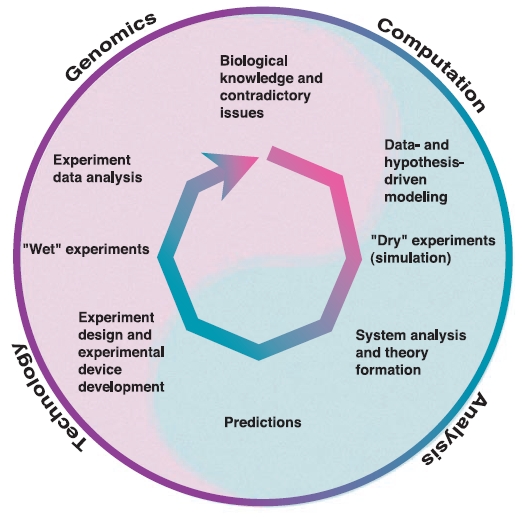 Genomics
Computation
Biological
knowledge and
contradictory
issues
Data- and
hypothesis-
driven
modeling
Experiment
data analysis
"Wet" experiments
"Dry" experiments
(simulation)
Experiment
design and
experimental
device
development
System analysis
and theory
formation
Predictions
Technology
Analysis